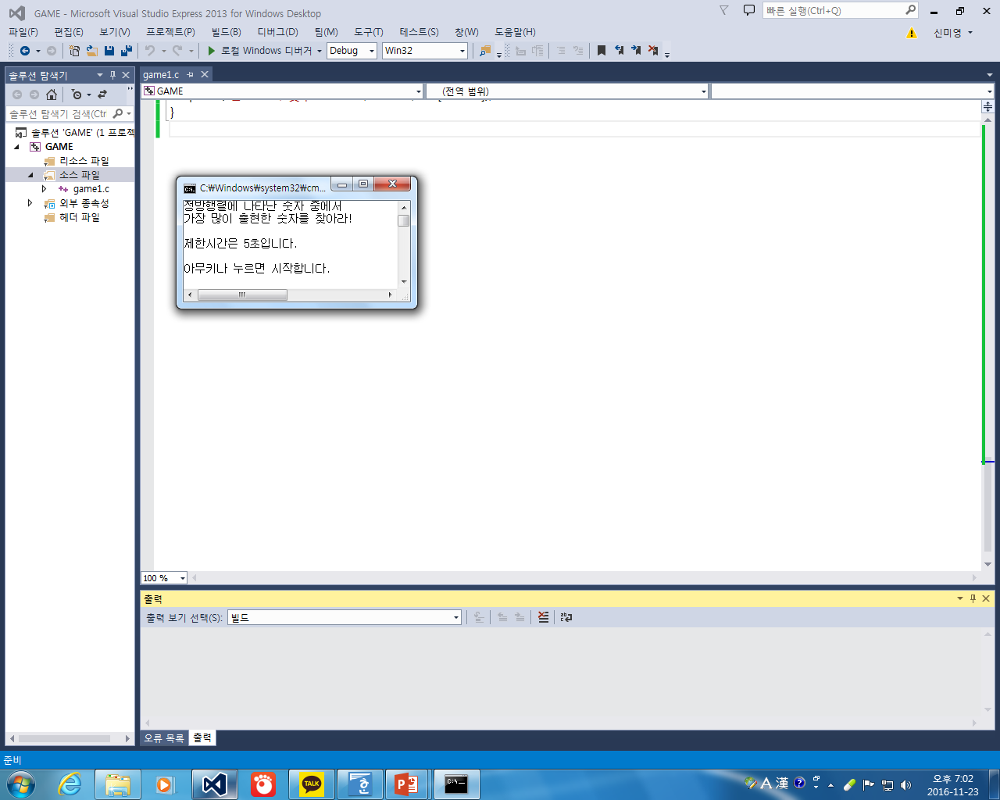 GAME - Microsoft Visual Studio Express 2013 for Windows Desktop
빠른 실행(Ctrl+Q)
파일(F) 편집(E) 보기(V) 프로젝트(P) 빌드(B) 디버그(D) 팀(M) 도구(T) 테스트(S) 창(W) 도움말(H)
신미영
로컬 Windows 디버거 Debug Win32
솔루션 탐색기
game1.c
GAME
(전역 범위)
솔루션 탐색기 검색(Ctr
솔루션 'GAME' (1 프로젝
GAME
리소스 파일
소스 파일
game1.c
외부 종속성
헤더 파일
}
C:\Windows\system32\cm...
정방행렬에 나타난 숫자 중에서
가장 많이 출현한 숫자를 찾아라!
제한시간은 5초입니다.
아무키나 누르면 시작합니다.
100 %
출력
출력 보기 선택(S): 빌드
오류 목록 출력
준비
TALK
A 漢
오후 7:02
2016-11-23